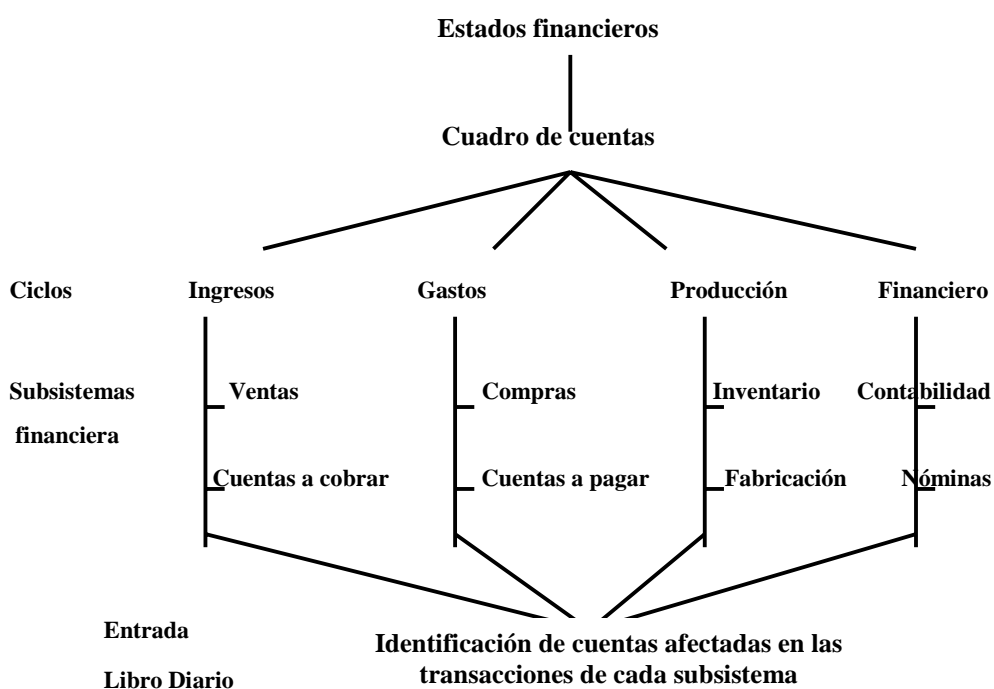 Estados financieros
Cuadro de cuentas
Ciclos Ingresos Gastos Producción Financiero
Subsistemas Ventas Compras Inventario Contabilidad
financiera
Cuentas a cobrar Cuentas a pagar Fabricación Nóminas
Entrada
Identificación de cuentas afectadas en las
transacciones de cada subsistema
Libro Diario